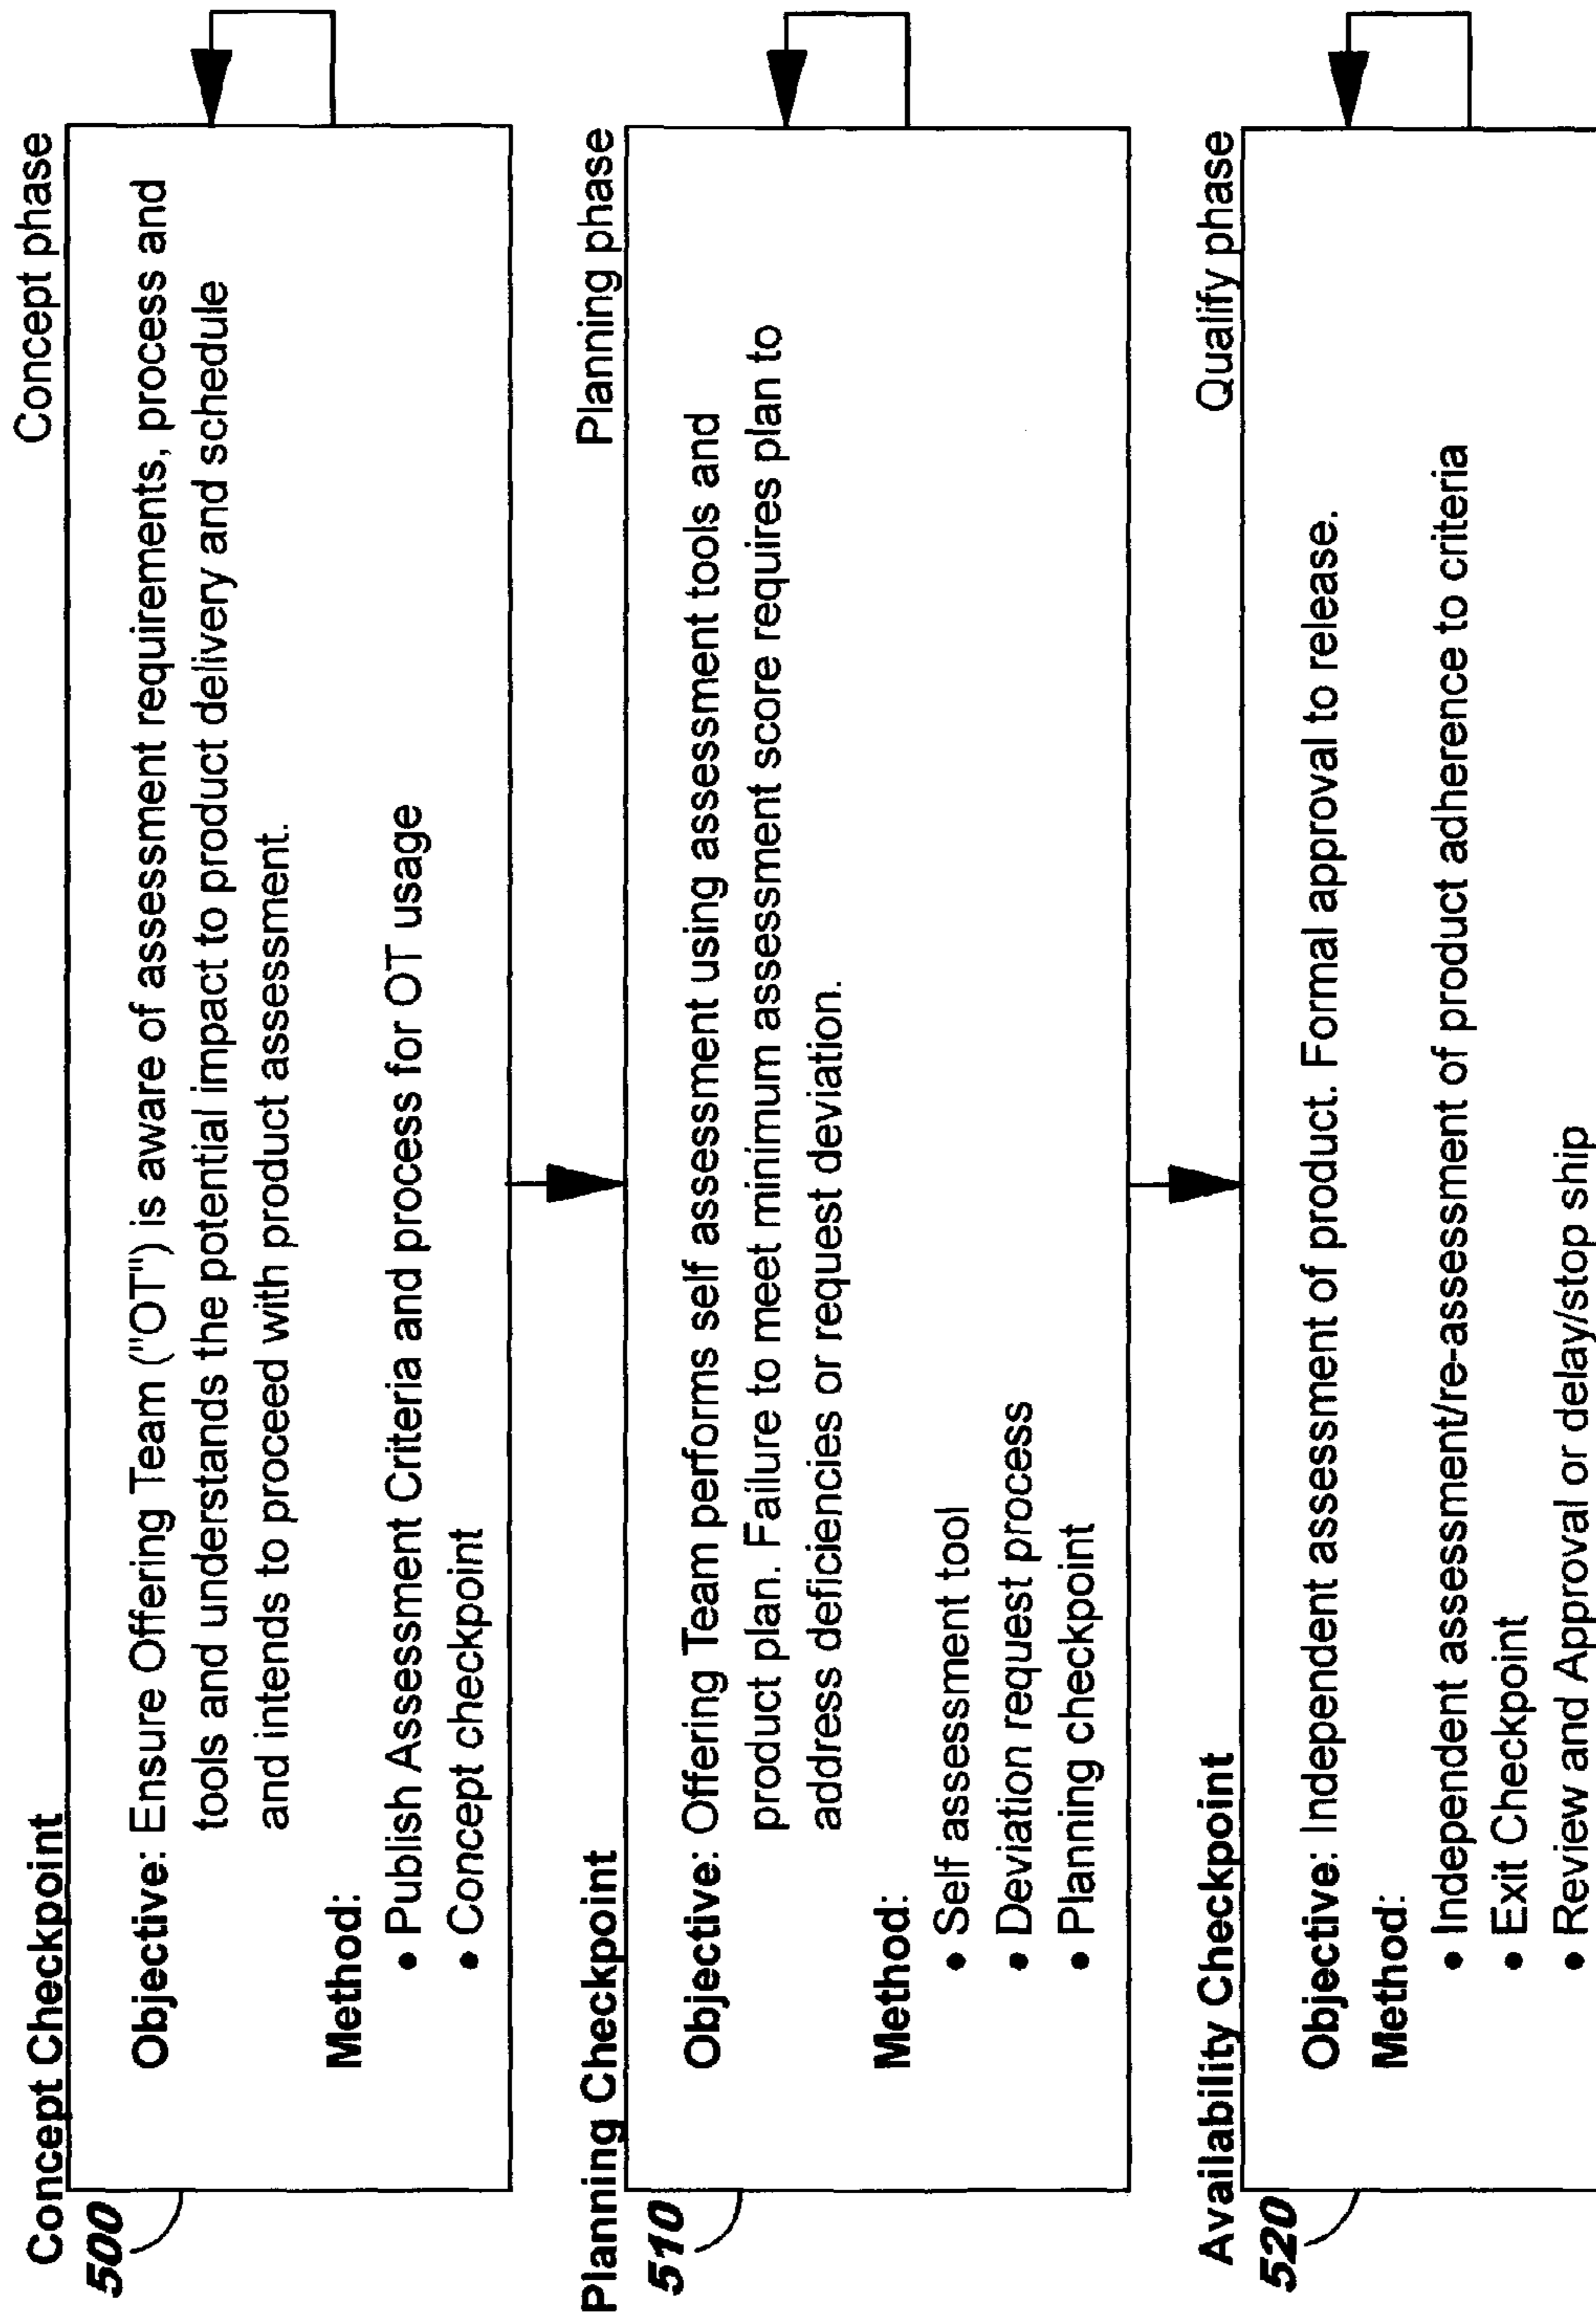 Concept Checkpoint
Concept phase
500
Objective: Ensure Offering Team ("OT") is aware of assessment requirements, process and
tools and understands the potential impact to product delivery and schedule
and intends to proceed with product assessment.
Method:
• Publish Assessment Criteria and process for OT usage
• Concept checkpoint
Planning Checkpoint
Planning phase
510
Objective: Offering Team performs self assessment using assessment tools and
product plan. Failure to meet minimum assessment score requires plan to
address deficiencies or request deviation.
Method:
• Self assessment tool
• Deviation request process
• Planning checkpoint
Availability Checkpoint
Qualify phase
520
Objective: Independent assessment of product. Formal approval to release.
Method:
• Independent assessment/re-assessment of product adherence to criteria
• Exit Checkpoint
• Review and Approval or delay/stop ship